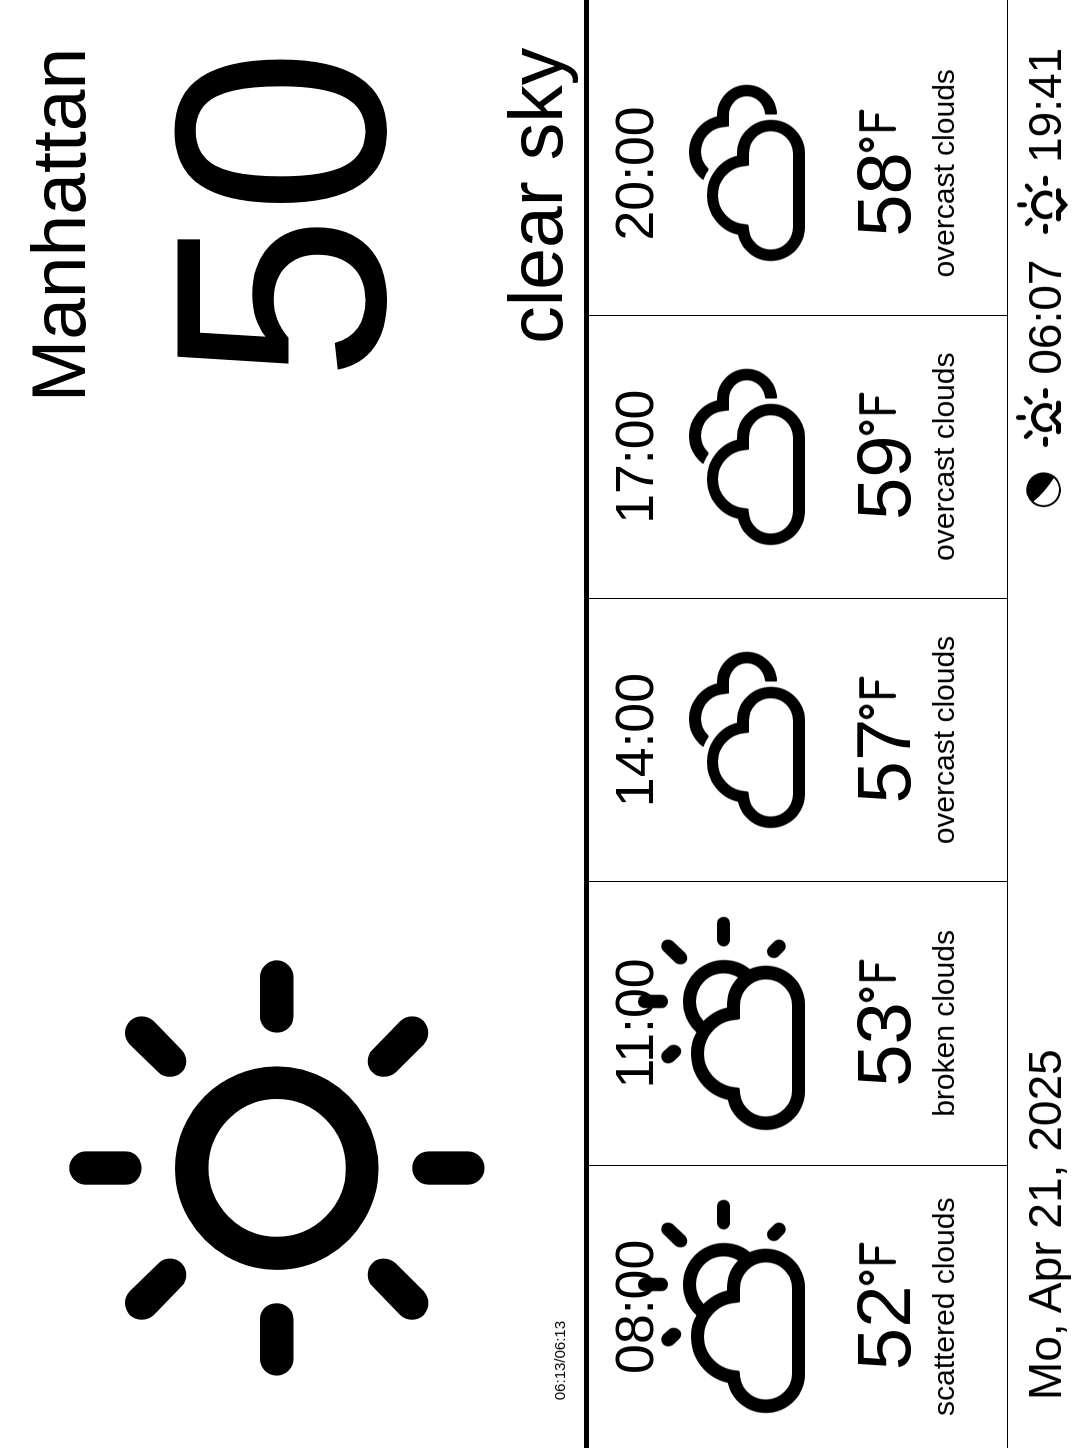 Manhattan
50
clear sky
06:13/06:13
08:00
52°F
scattered clouds
11:00
53°F
broken clouds
14:00
57°F
overcast clouds
17:00
59°F
overcast clouds
20:00
58°F
overcast clouds
Mo, Apr 21, 2025
06:07 19:41